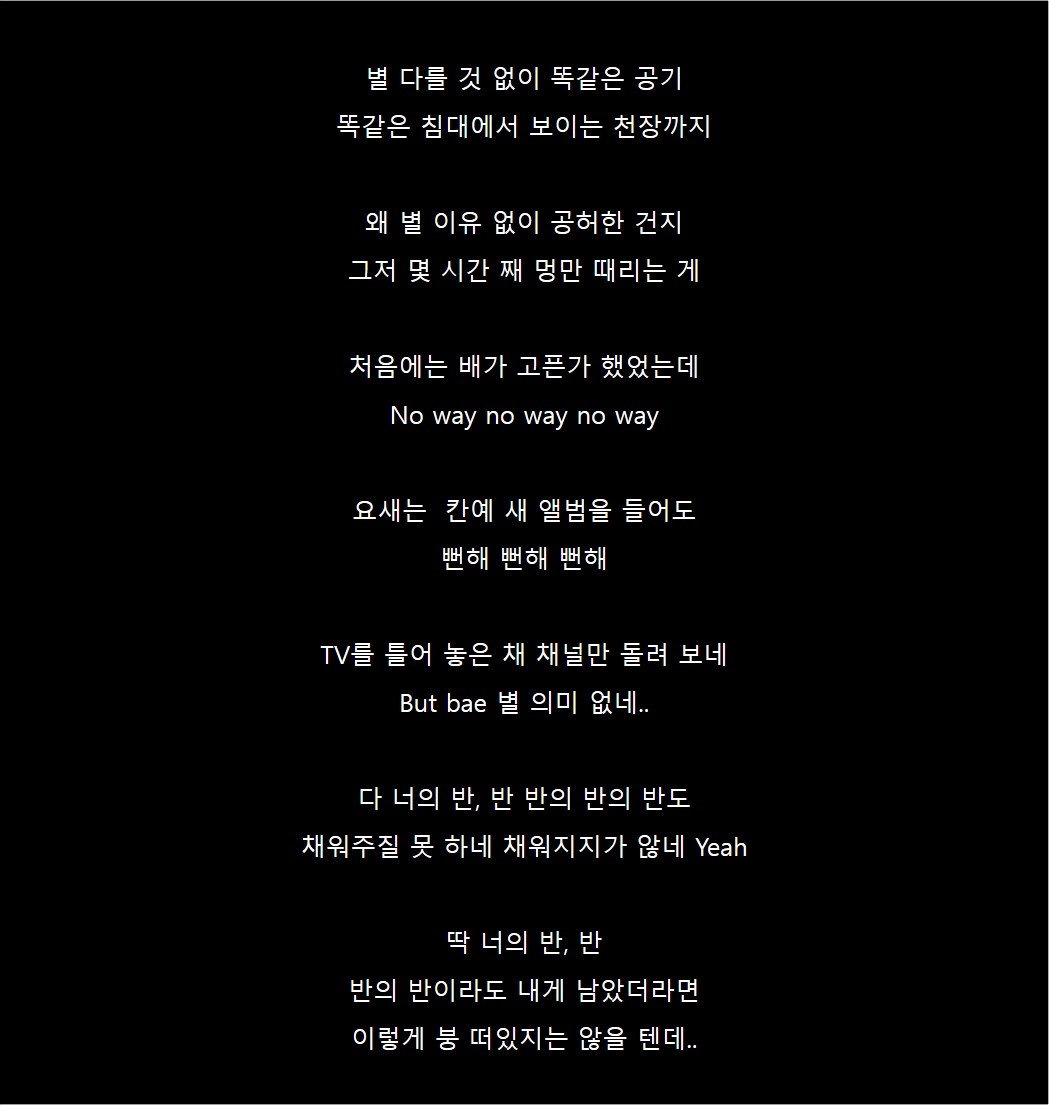 별 다를 것 없이 똑같은 공기
똑같은 침대에서 보이는 천장까지
왜 별 이유 없이 공허한 건지
그저 몇 시간 째 멍만 때리는 게
처음에는 배가 고픈가 했었는데
No way no way no way
요새는  칸예 새 앨범을 들어도
뻔해 뻔해 뻔해
TV를 틀어 놓은 채 채널만 돌려 보네
But bae 별 의미 없네..
다 너의 반, 반 반의 반의 반도
채워주질 못 하네 채워지지가 않네 Yeah
딱 너의 반, 반
반의 반이라도 내게 남았더라면
이렇게 붕 떠있지는 않을 텐데..